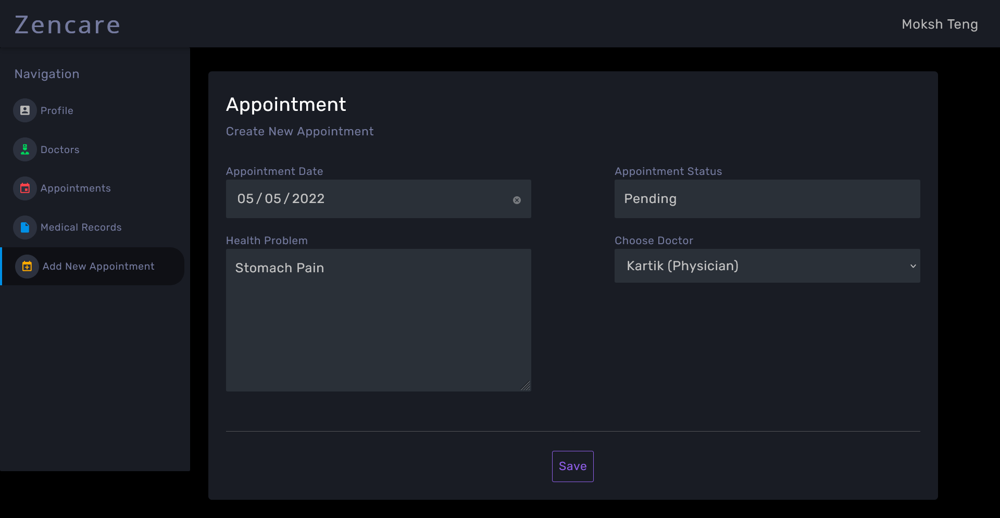 Zencare
Moksh Teng
Navigation
Profile
Doctors
Appointments
Medical Records
Add New Appointment
Appointment
Create New Appointment
Appointment Date
05/05/2022
Appointment Status
Pending
Health Problem
Stomach Pain
Choose Doctor
Kartik (Physician)
Save